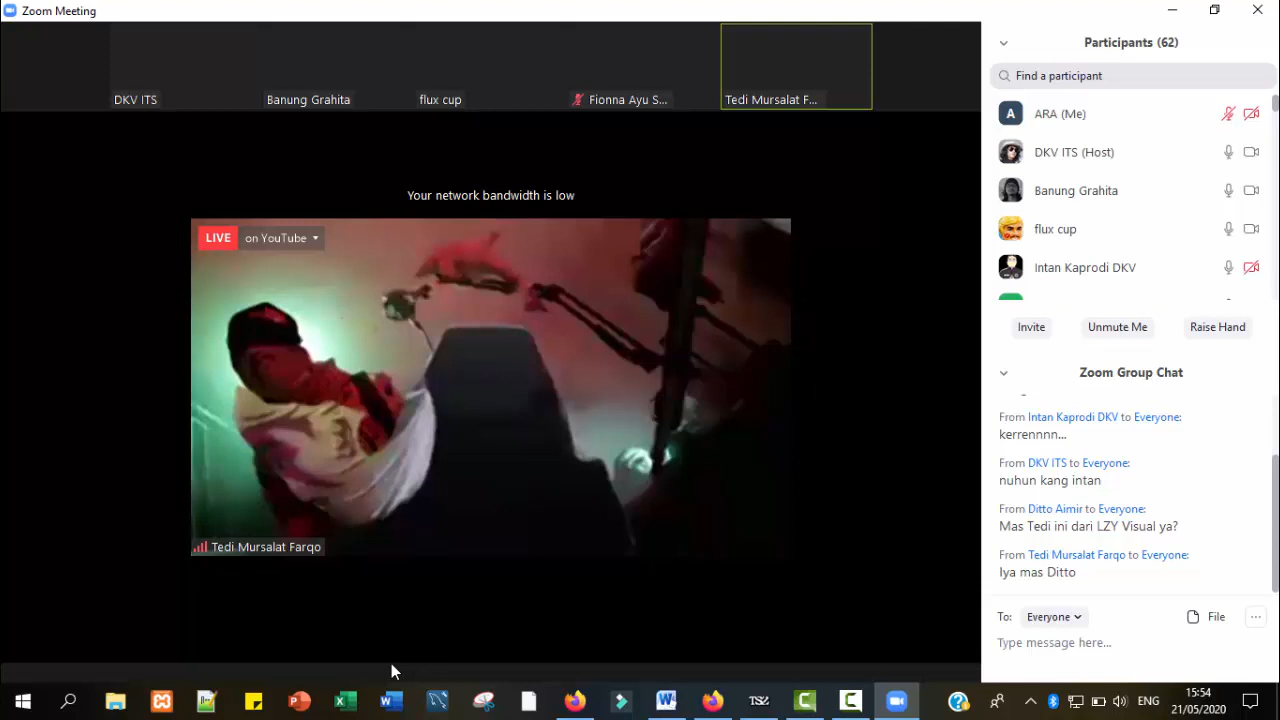 Zoom Meeting
DKV ITS
Banung Grahita
flux cup
Fionna Ayu S...
Tedi Mursalat F...
Your network bandwidth is low
LIVE on YouTube
Tedi Mursalat Farqo
Participants (62)
Find a participant
A ARA (Me)
DKV ITS (Host)
Banung Grahita
flux cup
Intan Kaprodi DKV
Invite Unmute Me Raise Hand
Zoom Group Chat
From Intan Kaprodi DKV to Everyone:
kerrennnn...
From DKV ITS to Everyone:
nuhun kang intan
From Ditto Aimir to Everyone:
Mas Tedi ini dari LZY Visual ya?
From Tedi Mursalat Farqo to Everyone:
Iya mas Ditto
To: Everyone File ...
Type message here...
ENG
15:54
21/05/2020